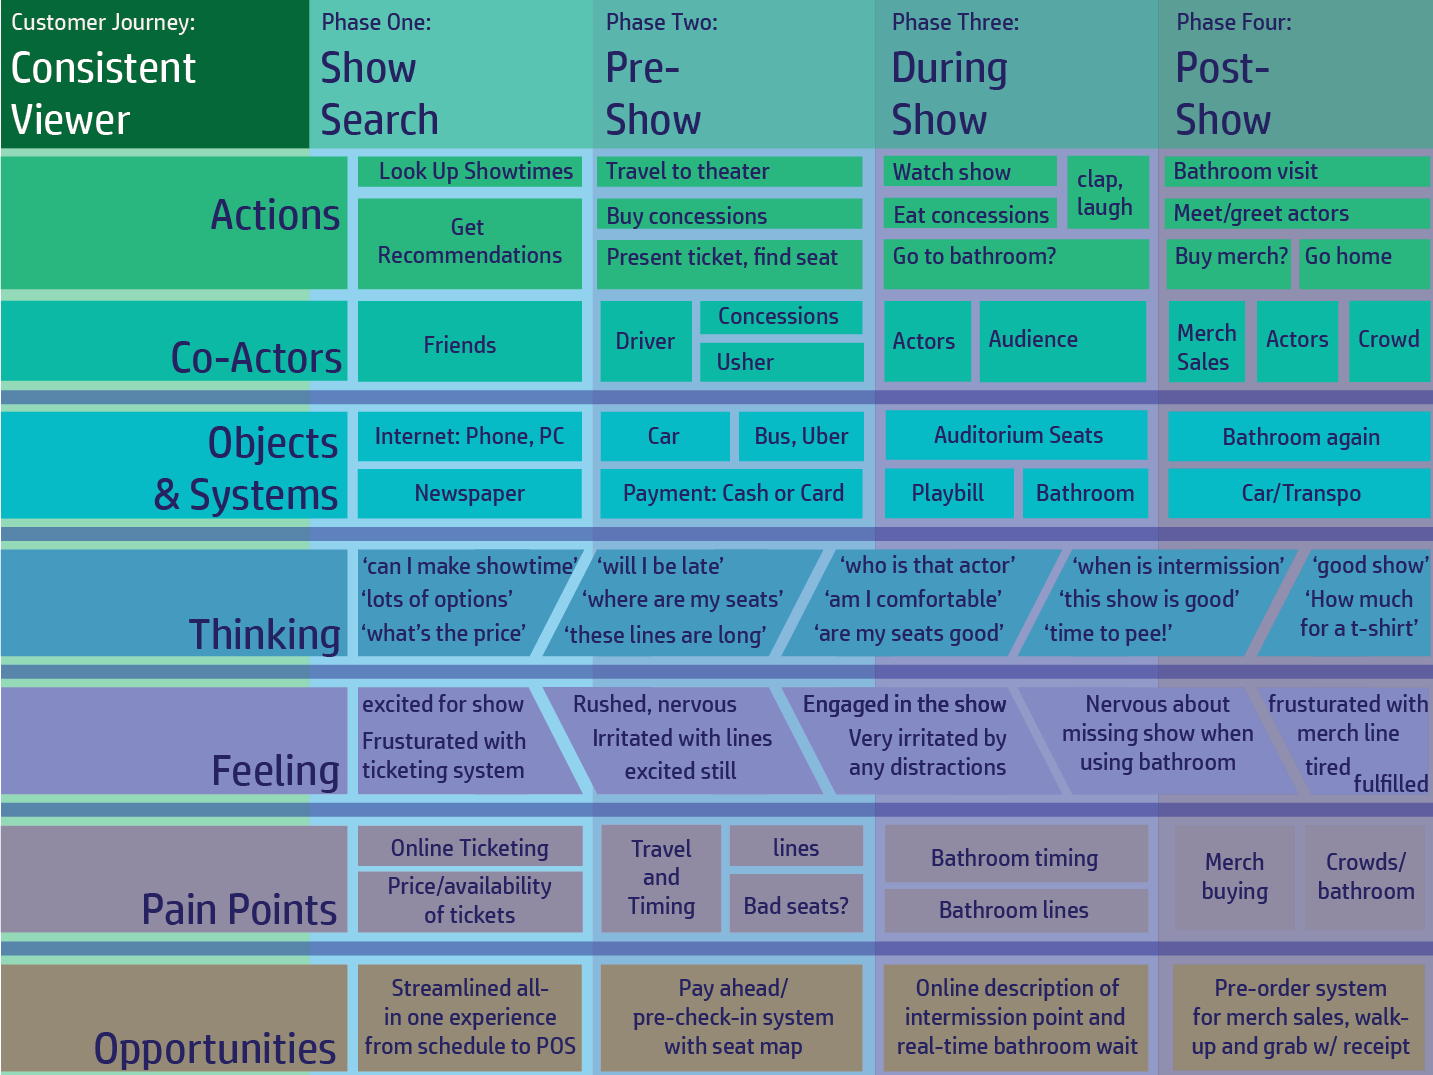 Customer Journey:
Consistent
Viewer
Phase One:
Show
Search
Phase Two:
Pre-
Show
Phase Three:
During
Show
Phase Four:
Post-
Show
Actions
Look Up Showtimes
Get
Recommendations
Travel to theater
Buy concessions
Present ticket, find seat
Watch show
Eat concessions
clap,
laugh
Go to bathroom?
Bathroom visit
Meet/greet actors
Buy merch?
Go home
Co-Actors
Friends
Driver
Concessions
Usher
Actors
Audience
Merch
Sales
Actors
Crowd
Objects
& Systems
Internet: Phone, PC
Newspaper
Car
Bus, Uber
Payment: Cash or Card
Auditorium Seats
Playbill
Bathroom
Bathroom again
Car/Transpo
Thinking
‘can I make showtime’
‘lots of options’
‘what’s the price’
‘will I be late’
‘where are my seats’
‘these lines are long’
‘who is that actor’
‘am I comfortable’
‘are my seats good’
‘when is intermission’
‘this show is good’
‘time to pee!’
‘good show’
‘How much
for a t-shirt’
Feeling
excited for show
Frusturated with
ticketing system
Rushed, nervous
Irritated with lines
excited still
Engaged in the show
Very irritated by
any distractions
Nervous about
missing show when
using bathroom
frusturated with
merch line
tired
fulfilled
Pain Points
Online Ticketing
Price/availability
of tickets
Travel
and
Timing
lines
Bad seats?
Bathroom timing
Bathroom lines
Merch
buying
Crowds/
bathroom
Opportunities
Streamlined all-
in one experience
from schedule to POS
Pay ahead/
pre-check-in system
with seat map
Online description of
intermission point and
real-time bathroom wait
Pre-order system
for merch sales, walk-
up and grab w/ receipt